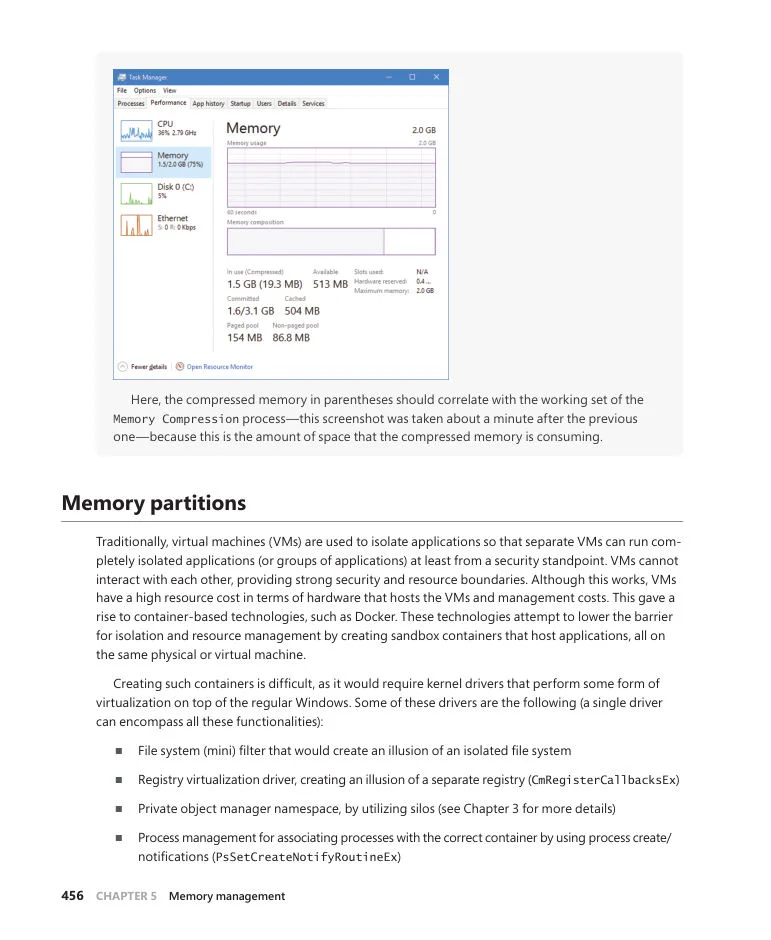 Task Manager
File Options View
Processes Performance App history Startup Users Details Services
CPU
36% 2.79 GHz
Memory
1.5/2.0 GB (75%)
Disk 0 (C:)
5%
Ethernet
S: 0 R: 0 Kbps
Memory 2.0 GB
Memory usage 2.0 GB
60 seconds 0
Memory composition
In use (Compressed) Available Slots used: N/A
1.5 GB (19.3 MB) 513 MB Hardware reserved: 0.4 ...
Maximum memory: 2.0 GB
Committed Cached
1.6/3.1 GB 504 MB
Paged pool Non-paged pool
154 MB 86.8 MB
Fewer details Open Resource Monitor
Here, the compressed memory in parentheses should correlate with the working set of the
Memory Compression process—this screenshot was taken about a minute after the previous
one—because this is the amount of space that the compressed memory is consuming.
Memory partitions
Traditionally, virtual machines (VMs) are used to isolate applications so that separate VMs can run com-
pletely isolated applications (or groups of applications) at least from a security standpoint. VMs cannot
interact with each other, providing strong security and resource boundaries. Although this works, VMs
have a high resource cost in terms of hardware that hosts the VMs and management costs. This gave a
rise to container-based technologies, such as Docker. These technologies attempt to lower the barrier
for isolation and resource management by creating sandbox containers that host applications, all on
the same physical or virtual machine.
Creating such containers is difficult, as it would require kernel drivers that perform some form of
virtualization on top of the regular Windows. Some of these drivers are the following (a single driver
can encompass all these functionalities):
■ File system (mini) filter that would create an illusion of an isolated file system
■ Registry virtualization driver, creating an illusion of a separate registry (CmRegisterCallbacksEx)
■ Private object manager namespace, by utilizing silos (see Chapter 3 for more details)
■ Process management for associating processes with the correct container by using process create/
notifications (PsSetCreateNotifyRoutineEx)
456 CHAPTER 5 Memory management